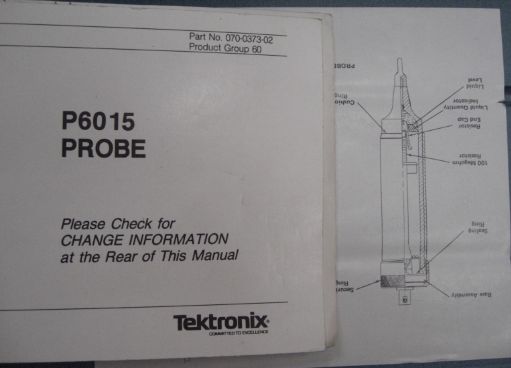 Part No. 070-0373-02
Product Group 60
P6015
PROBE
Please Check for
CHANGE INFORMATION
at the Rear of This Manual
Tektronix
COMMITTED TO EXCELLENCE
PROBE
Cushio
Ring
Liquid
Level
Liquid Quantity
Indicator
End Cap
Resistor
100 Megohm
Resistor
Sealing
Ring
Base Assembly
Securi
Ring